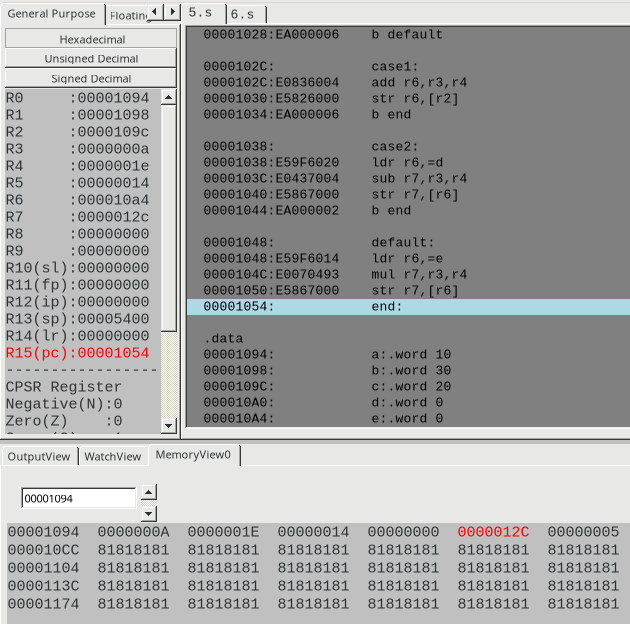 General Purpose Floating 5.s 6.s
Hexadecimal
Unsigned Decimal
Signed Decimal
R0 :00001094
R1 :00001098
R2 :0000109c
R3 :0000000a
R4 :0000001e
R5 :00000014
R6 :000010a4
R7 :0000012c
R8 :00000000
R9 :00000000
R10(sl):00000000
R11(fp):00000000
R12(ip):00000000
R13(sp):00005400
R14(lr):00000000
R15(pc):00001054
-----------------
CPSR Register
Negative(N):0
Zero(Z) :0
00001028:EA000006 b default
0000102C: case1:
0000102C:E0836004 add r6,r3,r4
00001030:E5826000 str r6,[r2]
00001034:EA000006 b end
00001038: case2:
00001038:E59F6020 ldr r6,=d
0000103C:E0437004 sub r7,r3,r4
00001040:E5867000 str r7,[r6]
00001044:EA000002 b end
00001048: default:
00001048:E59F6014 ldr r6,=e
0000104C:E0070493 mul r7,r3,r4
00001050:E5867000 str r7,[r6]
00001054: end:
.data
00001094: a:.word 10
00001098: b:.word 30
0000109C: c:.word 20
000010A0: d:.word 0
000010A4: e:.word 0
OutputView WatchView MemoryView0
00001094
00001094 0000000A 0000001E 00000014 00000000 0000012C 00000005
000010CC 81818181 81818181 81818181 81818181 81818181 81818181
00001104 81818181 81818181 81818181 81818181 81818181 81818181
0000113C 81818181 81818181 81818181 81818181 81818181 81818181
00001174 81818181 81818181 81818181 81818181 81818181 81818181